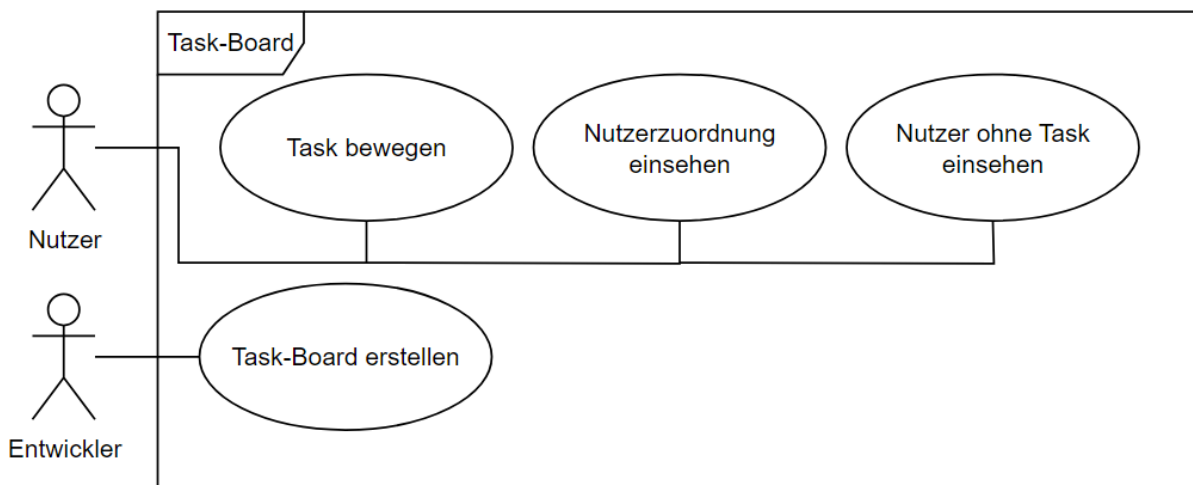 Task-Board
Task bewegen
Nutzerzuordnung
einsehen
Nutzer ohne Task
einsehen
Nutzer
Task-Board erstellen
Entwickler